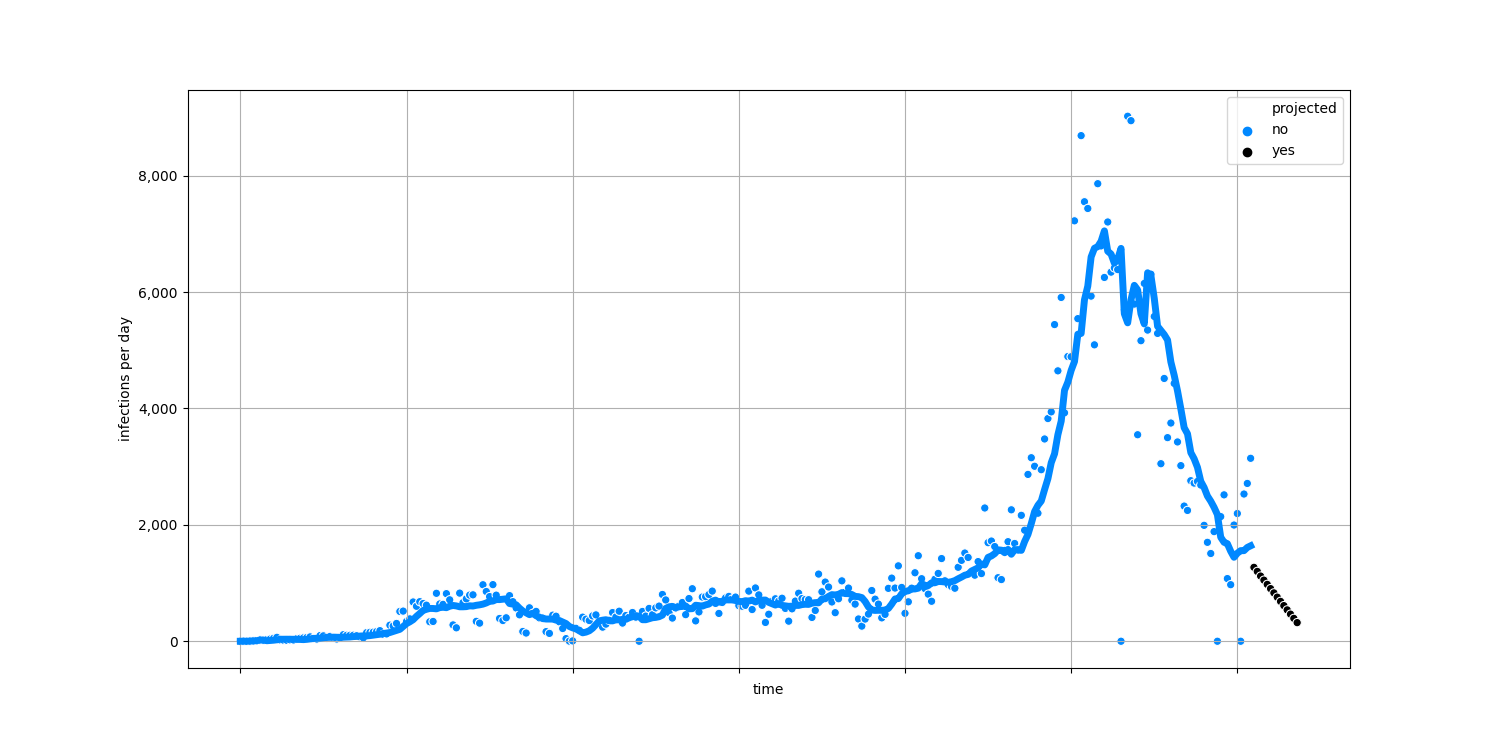 projected
no
yes
8,000
6,000
4,000
2,000
0
infections per day
time